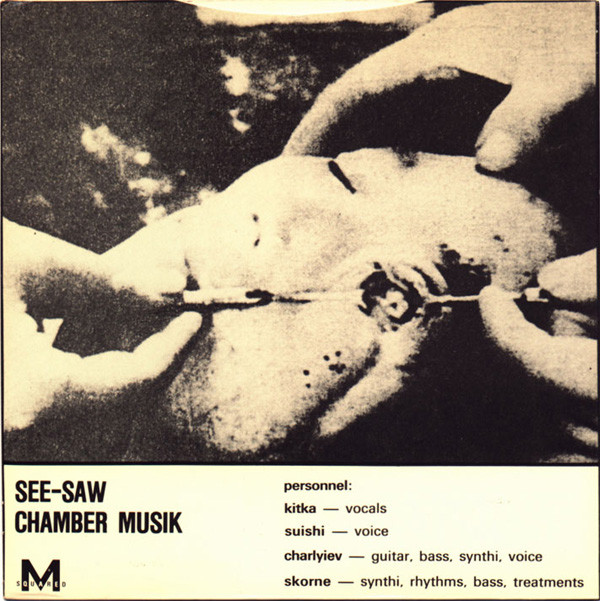 SEE-SAW
CHAMBER MUSIK
M
SQUARED
personnel:
kitka — vocals
suishi — voice
charlyiev — guitar, bass, synthi, voice
skorne — synthi, rhythms, bass, treatments